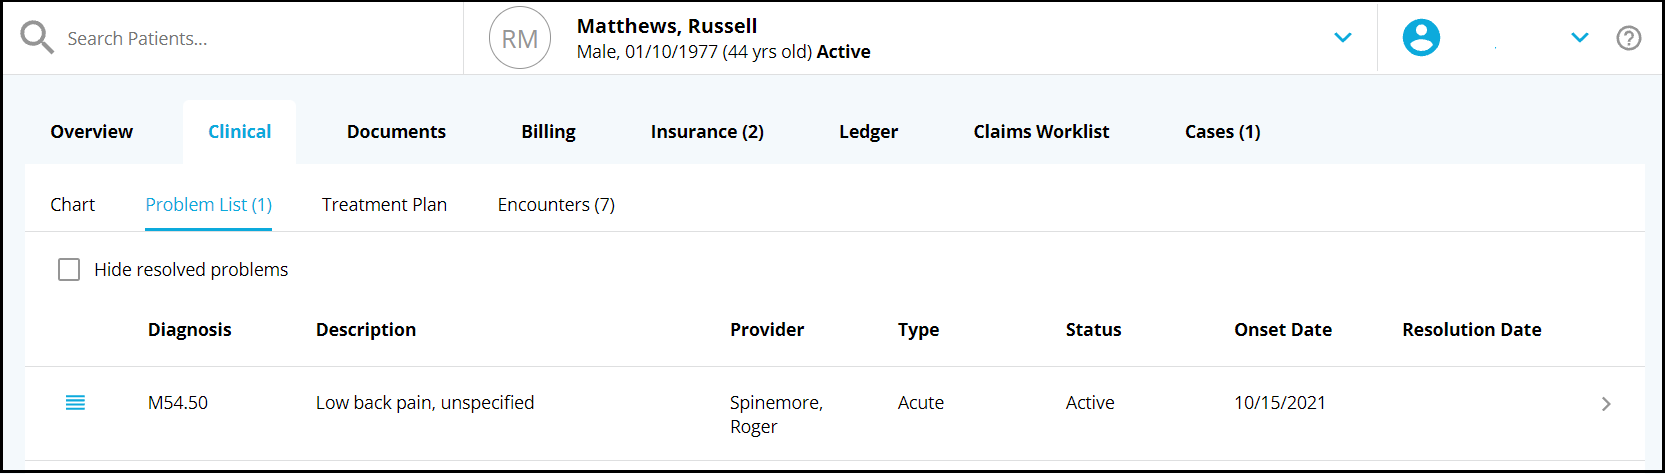 Search Patients...
RM
Matthews, Russell
Male, 01/10/1977 (44 yrs old) Active
Overview Clinical Documents Billing Insurance (2) Ledger Claims Worklist Cases (1)
Chart Problem List (1) Treatment Plan Encounters (7)
Hide resolved problems
Diagnosis Description Provider Type Status Onset Date Resolution Date
M54.50 Low back pain, unspecified Spinemore, Acute Active 10/15/2021
Roger